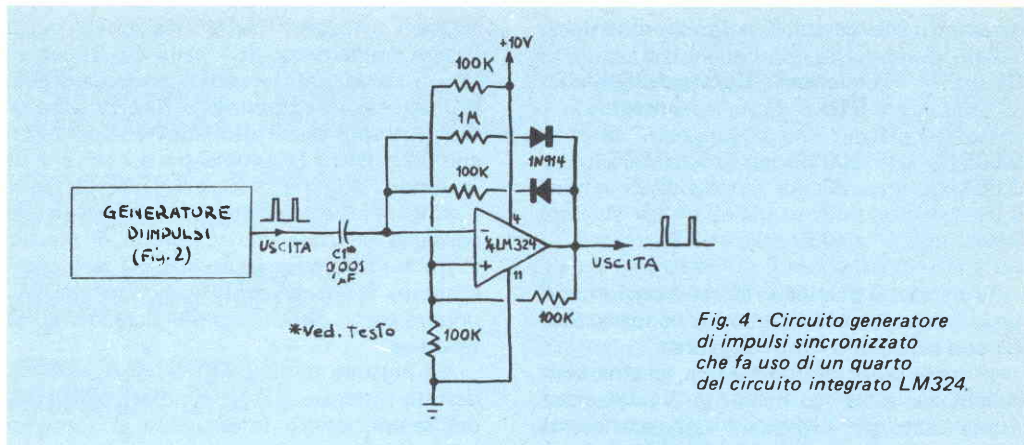 +10V
100K
1M
1N914
100K
GENERATORE
DI IMPULSI
(Fig. 2)
USCITA
C1*
0,001
µF
4
-
¼LM324
+
11
USCITA
100K
100K
*Ved. Testo
Fig. 4 - Circuito generatore
di impulsi sincronizzato
che fa uso di un quarto
del circuito integrato LM324.